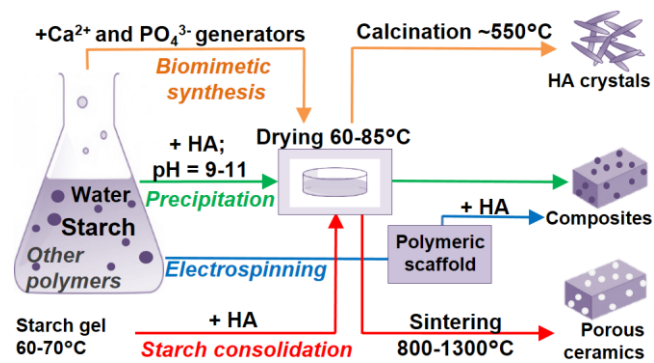 +Ca²⁺ and PO₄³⁻ generators
Biomimetic
synthesis
Calcination ~550°C
HA crystals
+ HA;
pH = 9-11
Precipitation
Drying 60-85°C
Water
Starch
Other
polymers
Electrospinning
Polymeric
scaffold
+ HA
Composites
Starch gel
60-70°C
+ HA
Starch consolidation
Sintering
800-1300°C
Porous
ceramics